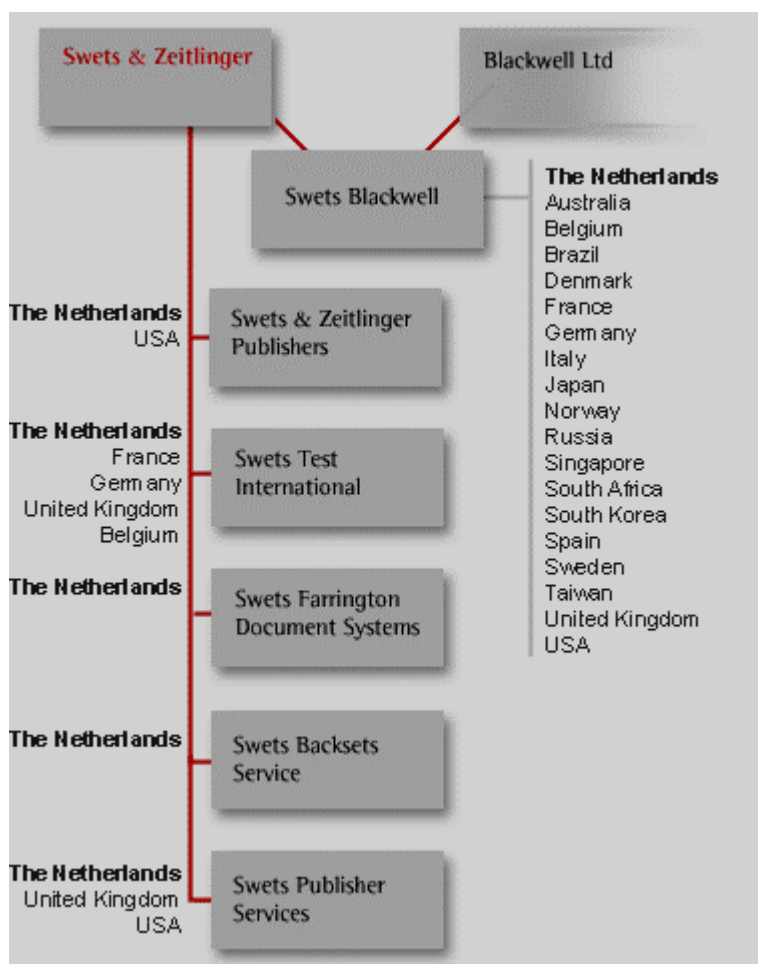 Swets & Zeitlinger
Blackwell Ltd
Swets Blackwell
The Netherlands
Australia
Belgium
Brazil
Denmark
France
Germany
Italy
Japan
Norway
Russia
Singapore
South Africa
South Korea
Spain
Sweden
Taiwan
United Kingdom
USA
The Netherlands
USA
Swets & Zeitlinger
Publishers
The Netherlands
France
Germany
United Kingdom
Belgium
Swets Test
International
The Netherlands
Swets Farrington
Document Systems
The Netherlands
Swets Backsets
Service
The Netherlands
United Kingdom
USA
Swets Publisher
Services